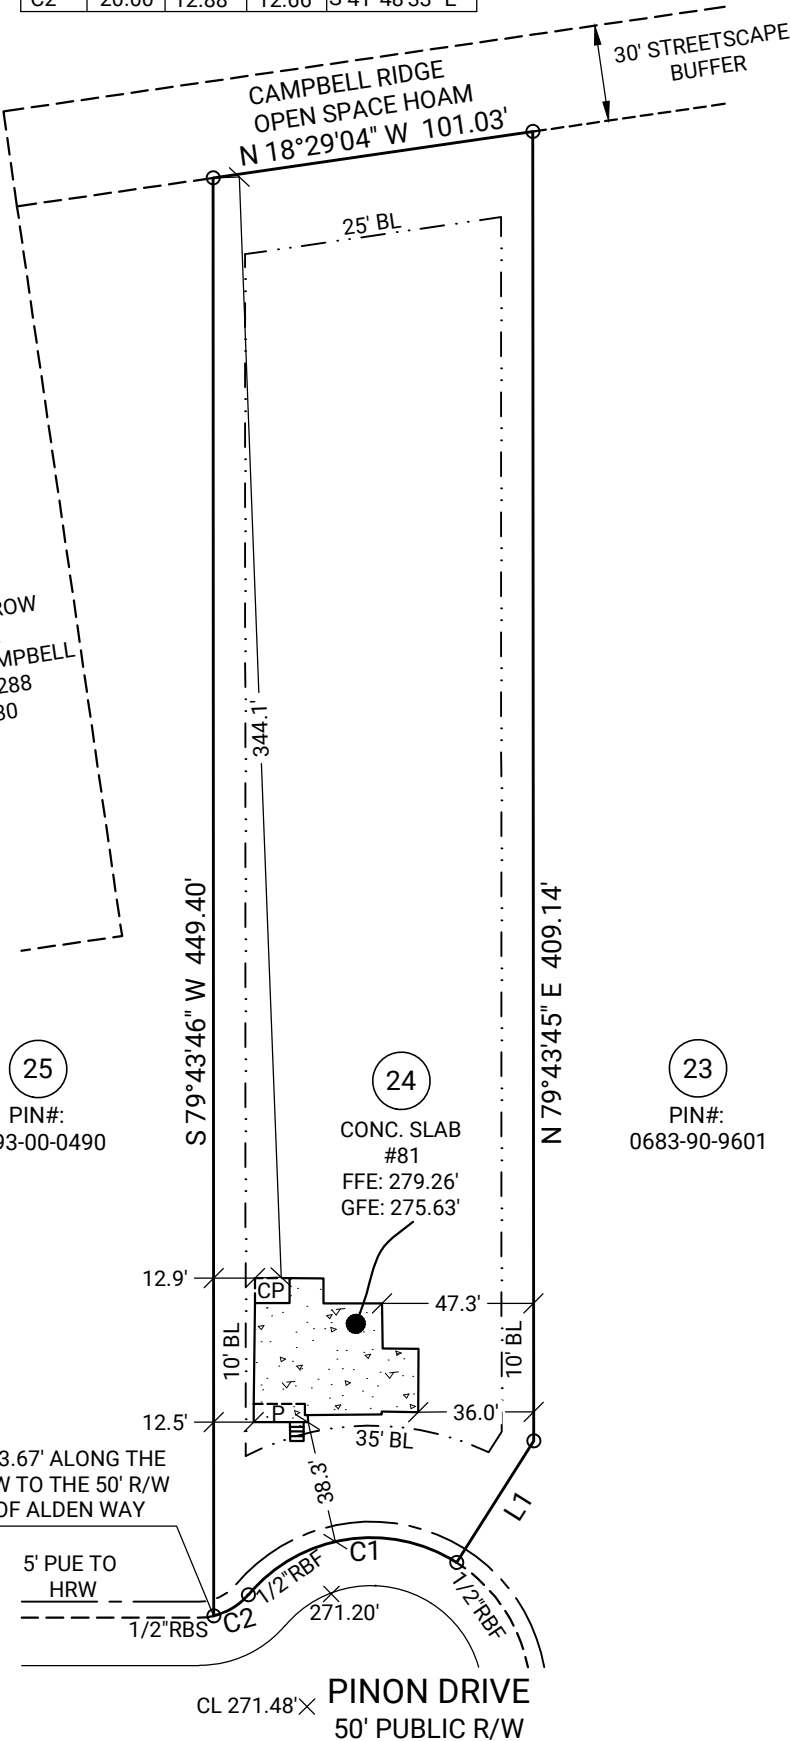 C2 20.00 12.88 12.66 S 41°48'53" E
30' STREETSCAPE
BUFFER
CAMPBELL RIDGE
OPEN SPACE HOAM
N 18°29'04" W 101.03'
25' BL
ROW
MPBELL
288
30
344.1'
S 79°43'46" W 449.40'
N 79°43'45" E 409.14'
25
PIN#:
93-00-0490
24
CONC. SLAB
#81
FFE: 279.26'
GFE: 275.63'
23
PIN#:
0683-90-9601
12.9'
CP
47.3'
10' BL
10' BL
P
36.0'
12.5'
35' BL
3.67' ALONG THE
W TO THE 50' R/W
OF ALDEN WAY
38.3'
L1
C1
5' PUE TO
HRW
1/2"RBF
1/2"RBF
1/2"RBS
C2
271.20'
CL 271.48'
PINON DRIVE
50' PUBLIC R/W